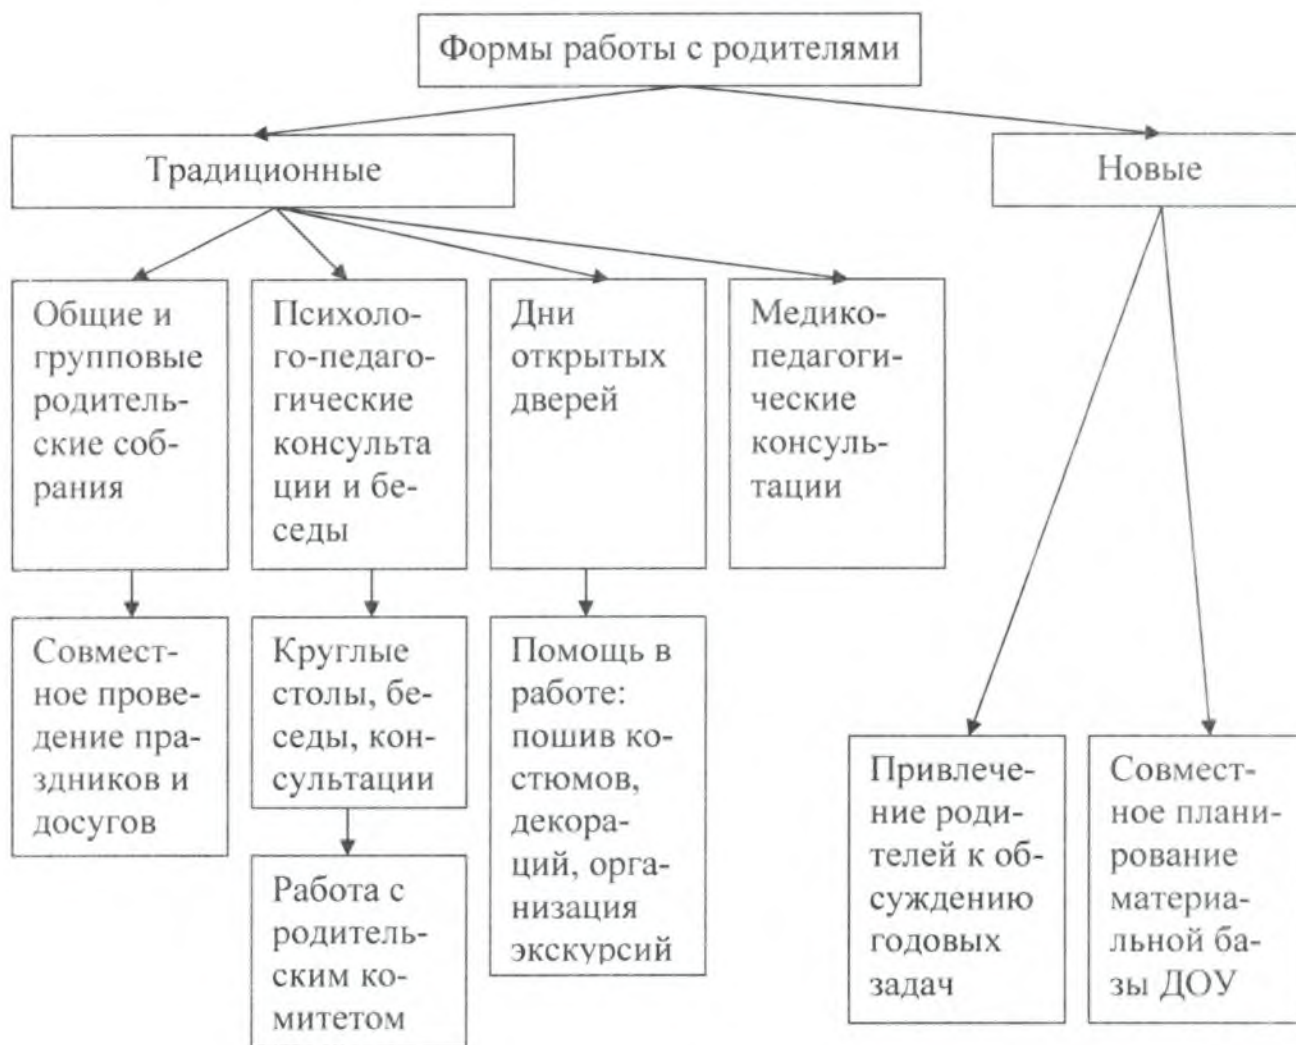 Формы работы с родителями
Традиционные
Новые
Общие и
групповые
родитель-
ские соб-
рания
Психоло-
го-педаго-
гические
консульта
ции и бе-
седы
Дни
открытых
дверей
Медико-
педагоги-
ческие
консуль-
тации
Совмест-
ное прове-
дение пра-
здников и
досугов
Круглые
столы, бе-
седы, кон-
сультации
Помощь в
работе:
пошив ко-
стюмов,
декора-
ций, орга-
низация
экскурсий
Работа с
родитель-
ским ко-
митетом
Привлече-
ние роди-
телей к об-
суждению
годовых
задач
Совмест-
ное плани-
рование
материа-
льной ба-
зы ДОУ